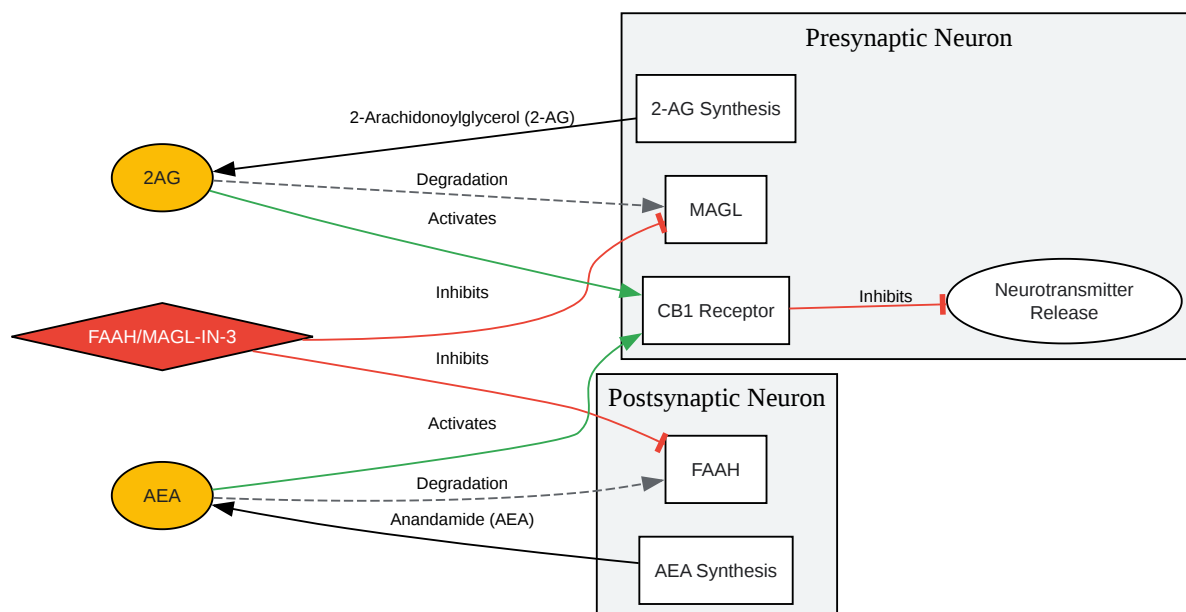 Presynaptic Neuron
2-AG Synthesis
2-Arachidonoylglycerol (2-AG)
2AG
Degradation
MAGL
Activates
Inhibits
CB1 Receptor
Inhibits
Neurotransmitter
Release
FAAH/MAGL-IN-3
Inhibits
Postsynaptic Neuron
Activates
FAAH
AEA
Degradation
Anandamide (AEA)
AEA Synthesis